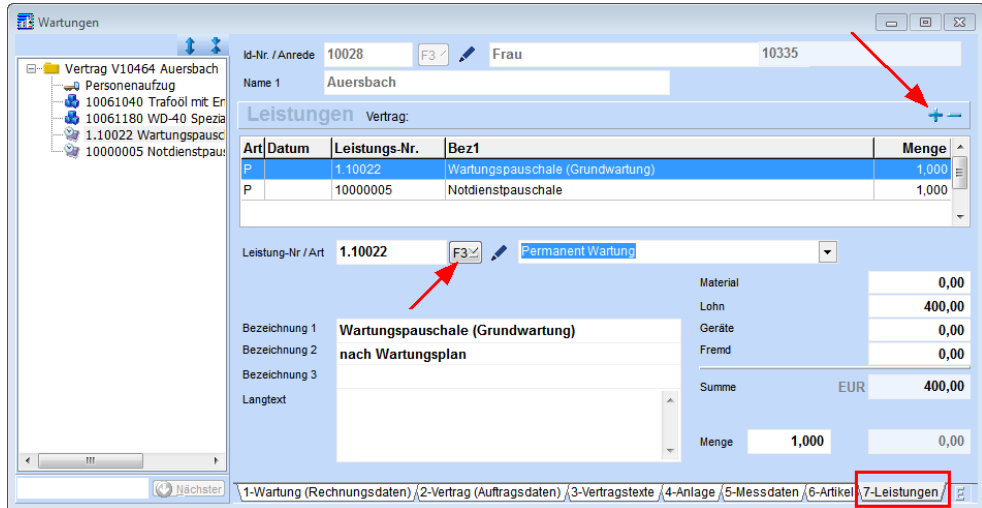 Wartungen
Vertrag V10464 Auersbach
Personenaufzug
10061040 Trafoöl mit En
10061180 WD-40 Spezia
1.10022 Wartungspausc
10000005 Notdienstpau
Nächster
Id-Nr. / Anrede 10028 F3 Frau 10335
Name 1 Auersbach
Leistungen Vertrag:
Art Datum Leistungs-Nr. Bez1 Menge
P 1.10022 Wartungspauschale (Grundwartung) 1,000
P 10000005 Notdienstpauschale 1,000
Leistung-Nr / Art 1.10022 F3 Permanent Wartung
Material 0,00
Lohn 400,00
Bezeichnung 1 Wartungspauschale (Grundwartung) Geräte 0,00
Bezeichnung 2 nach Wartungsplan Fremd 0,00
Bezeichnung 3
Summe EUR 400,00
Langtext
Menge 1,000 0,00
1-Wartung (Rechnungsdaten) 2-Vertrag (Auftragsdaten) 3-Vertragstexte 4-Anlage 5-Messdaten 6-Artikel 7-Leistungen